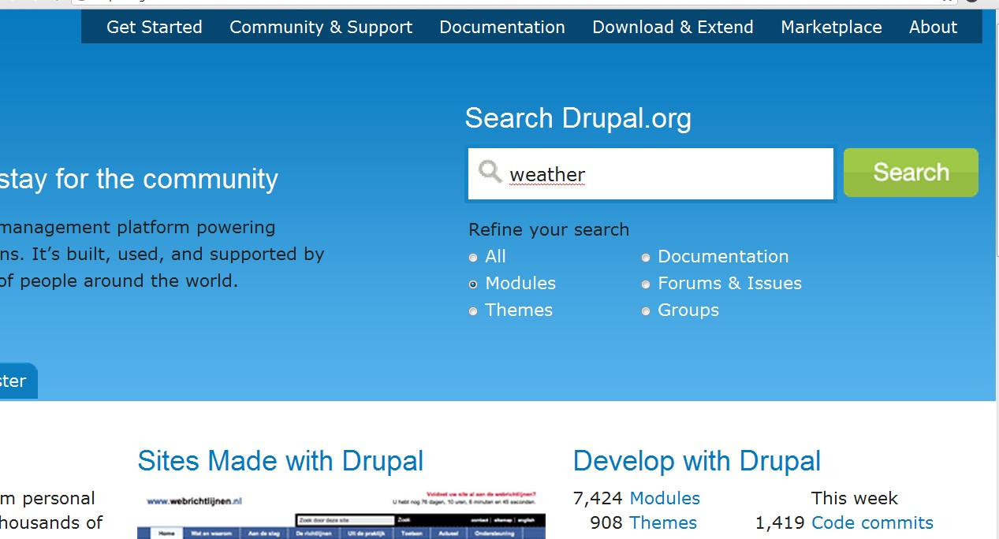 Get Started Community & Support Documentation Download & Extend Marketplace About
Search Drupal.org
weather
Search
stay for the community
management platform powering
ns. It's built, used, and supported by
of people around the world.
Refine your search
All Documentation
Modules Forums & Issues
Themes Groups
ster
Sites Made with Drupal
Develop with Drupal
m personal
housands of
www.webrichtlijnen.nl
Voldoet uw site al aan de webrichtlijnen?
U hebt nog 76 dagen, 10 uren, 6 minuten en 45 seconden.
Zoek door deze site Zoek contact | sitemap | english
Home Wat en waarom Aan de slag De richtlijnen Uit de praktijk Toetsen Actueel Ondersteuning
7,424 Modules This week
908 Themes 1,419 Code commits